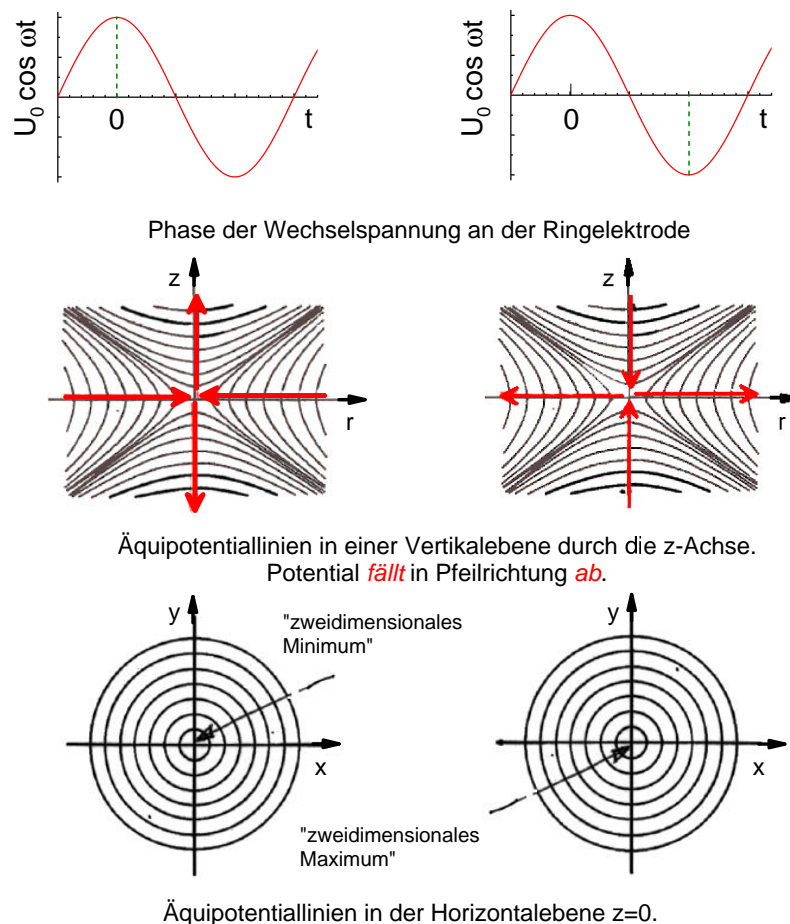 U₀ cos ωt
0
t
U₀ cos ωt
0
t
Phase der Wechselspannung an der Ringelektrode
z
r
z
r
Äquipotentiallinien in einer Vertikalebene durch die z-Achse.
Potential fällt in Pfeilrichtung ab.
y
x
"zweidimensionales
Minimum"
y
x
"zweidimensionales
Maximum"
Äquipotentiallinien in der Horizontalebene z=0.